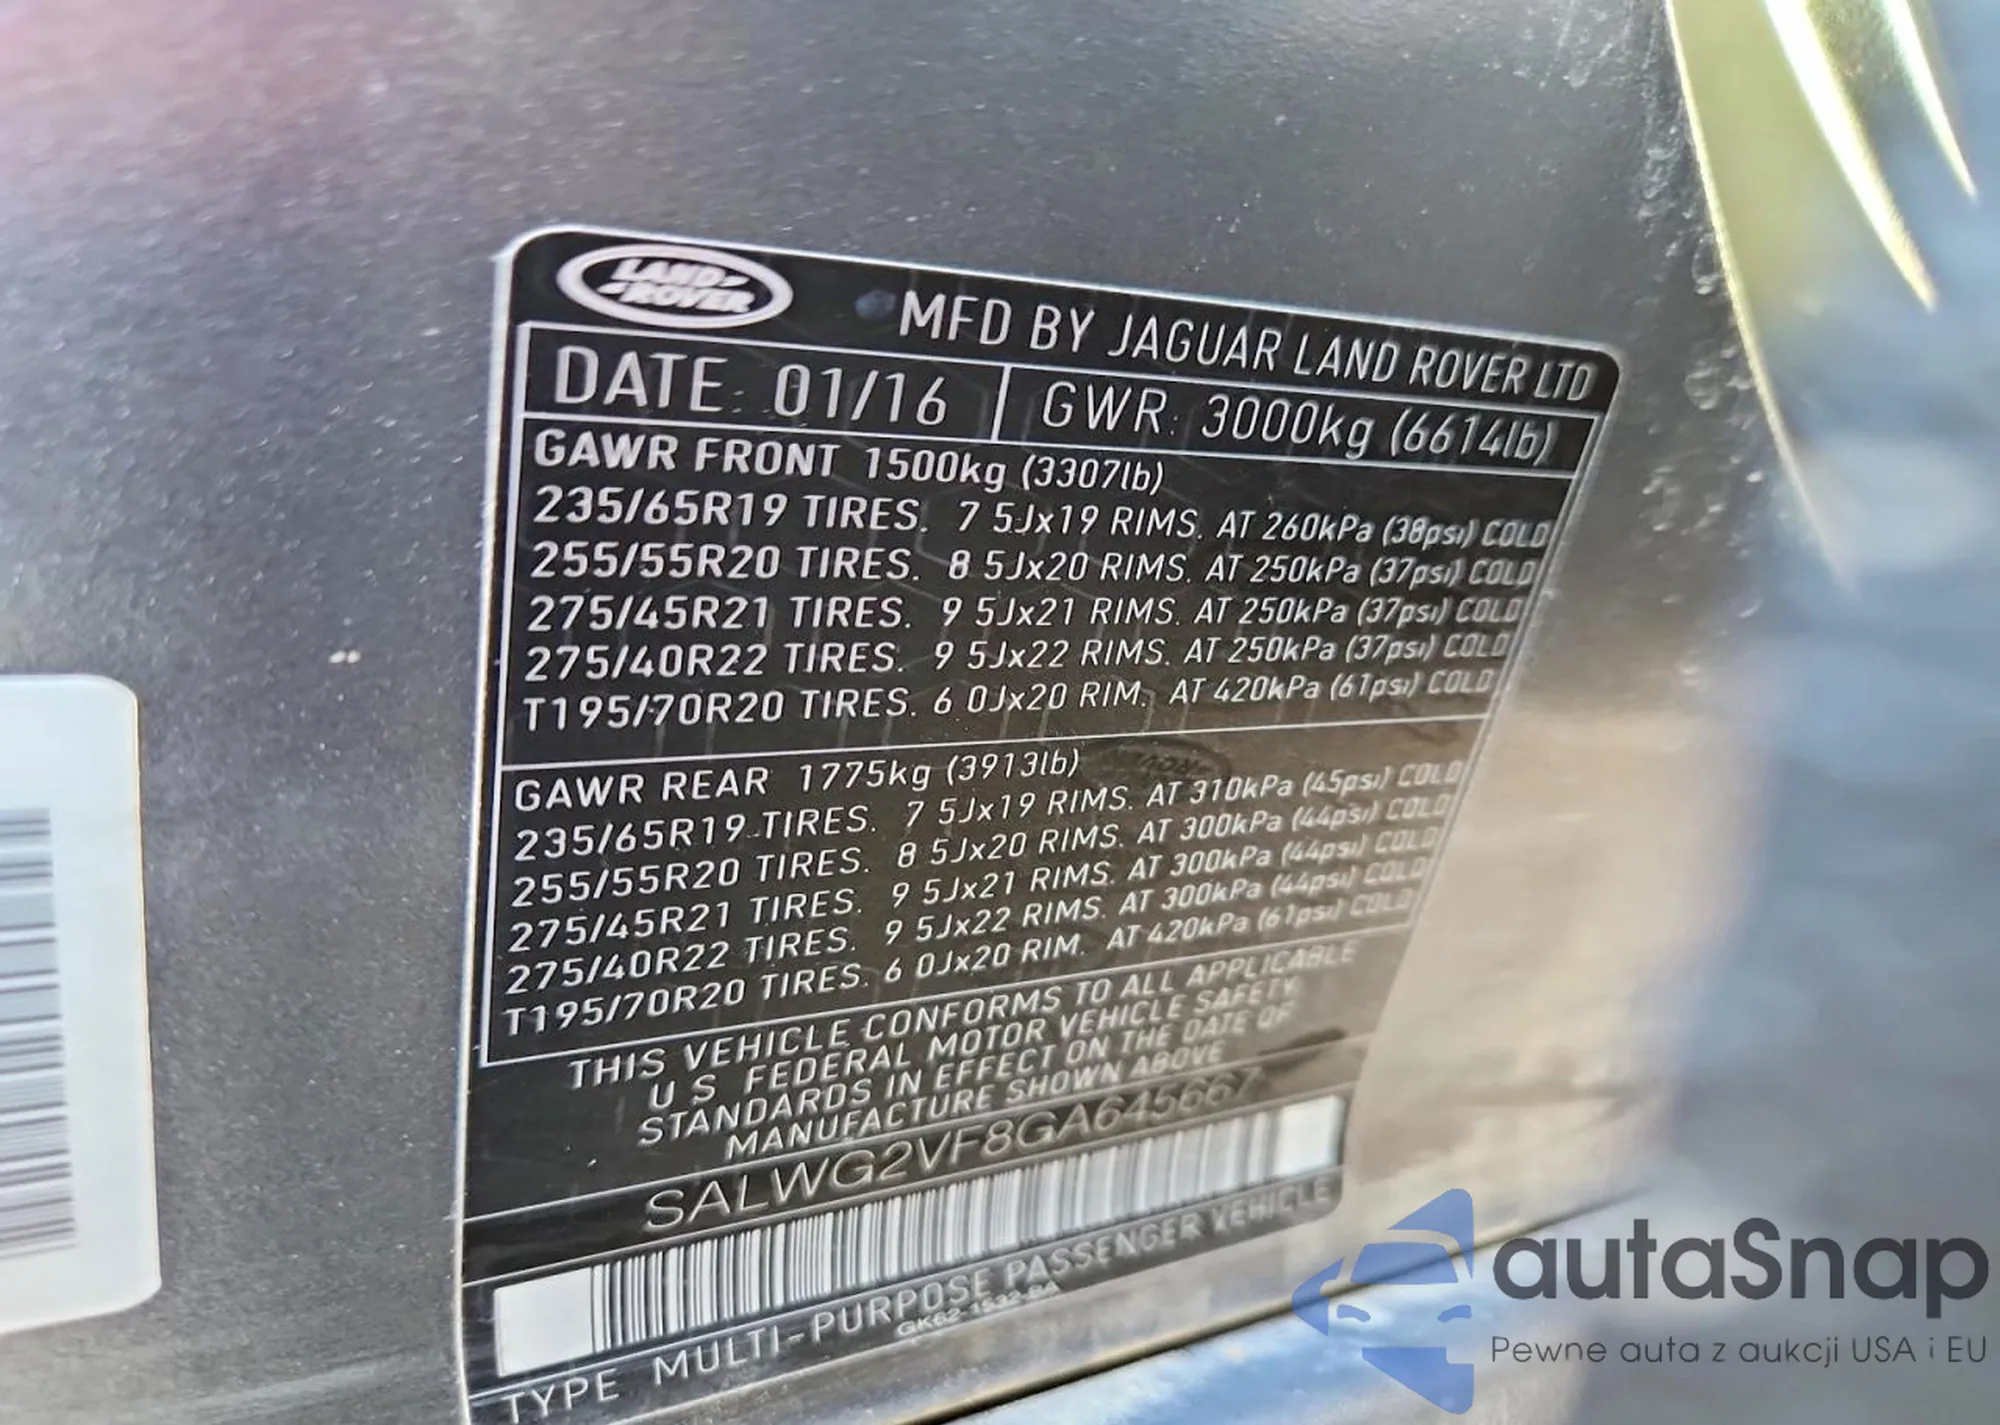 LAND ROVER
MFD BY JAGUAR LAND ROVER LTD
DATE: 01/16
GWR: 3000kg (6614lb)
GAWR FRONT 1500kg (3307lb)
235/65R19 TIRES. 7 5Jx19 RIMS. AT 260kPa (38psi) COLD
255/55R20 TIRES. 8 5Jx20 RIMS. AT 250kPa (37psi) COLD
275/45R21 TIRES. 9 5Jx21 RIMS. AT 250kPa (37psi) COLD
275/40R22 TIRES. 9 5Jx22 RIMS. AT 250kPa (37psi) COLD
T195/70R20 TIRES. 6 0Jx20 RIM. AT 420kPa (61psi) COLD
GAWR REAR 1775kg (3913lb)
235/65R19 TIRES. 7 5Jx19 RIMS. AT 310kPa (45psi) COLD
255/55R20 TIRES. 8 5Jx20 RIMS. AT 300kPa (44psi) COLD
275/45R21 TIRES. 9 5Jx21 RIMS. AT 300kPa (44psi) COLD
275/40R22 TIRES. 9 5Jx22 RIMS. AT 300kPa (44psi) COLD
T195/70R20 TIRES. 6 0Jx20 RIM. AT 420kPa (61psi) COLD
THIS VEHICLE CONFORMS TO ALL APPLICABLE
U S FEDERAL MOTOR VEHICLE SAFETY
STANDARDS IN EFFECT ON THE DATE OF
MANUFACTURE SHOWN ABOVE
SALWG2VF8GA645667
TYPE MULTI-PURPOSE PASSENGER VEHICLE
autaSnap
Pewne auta z aukcji USA i EU